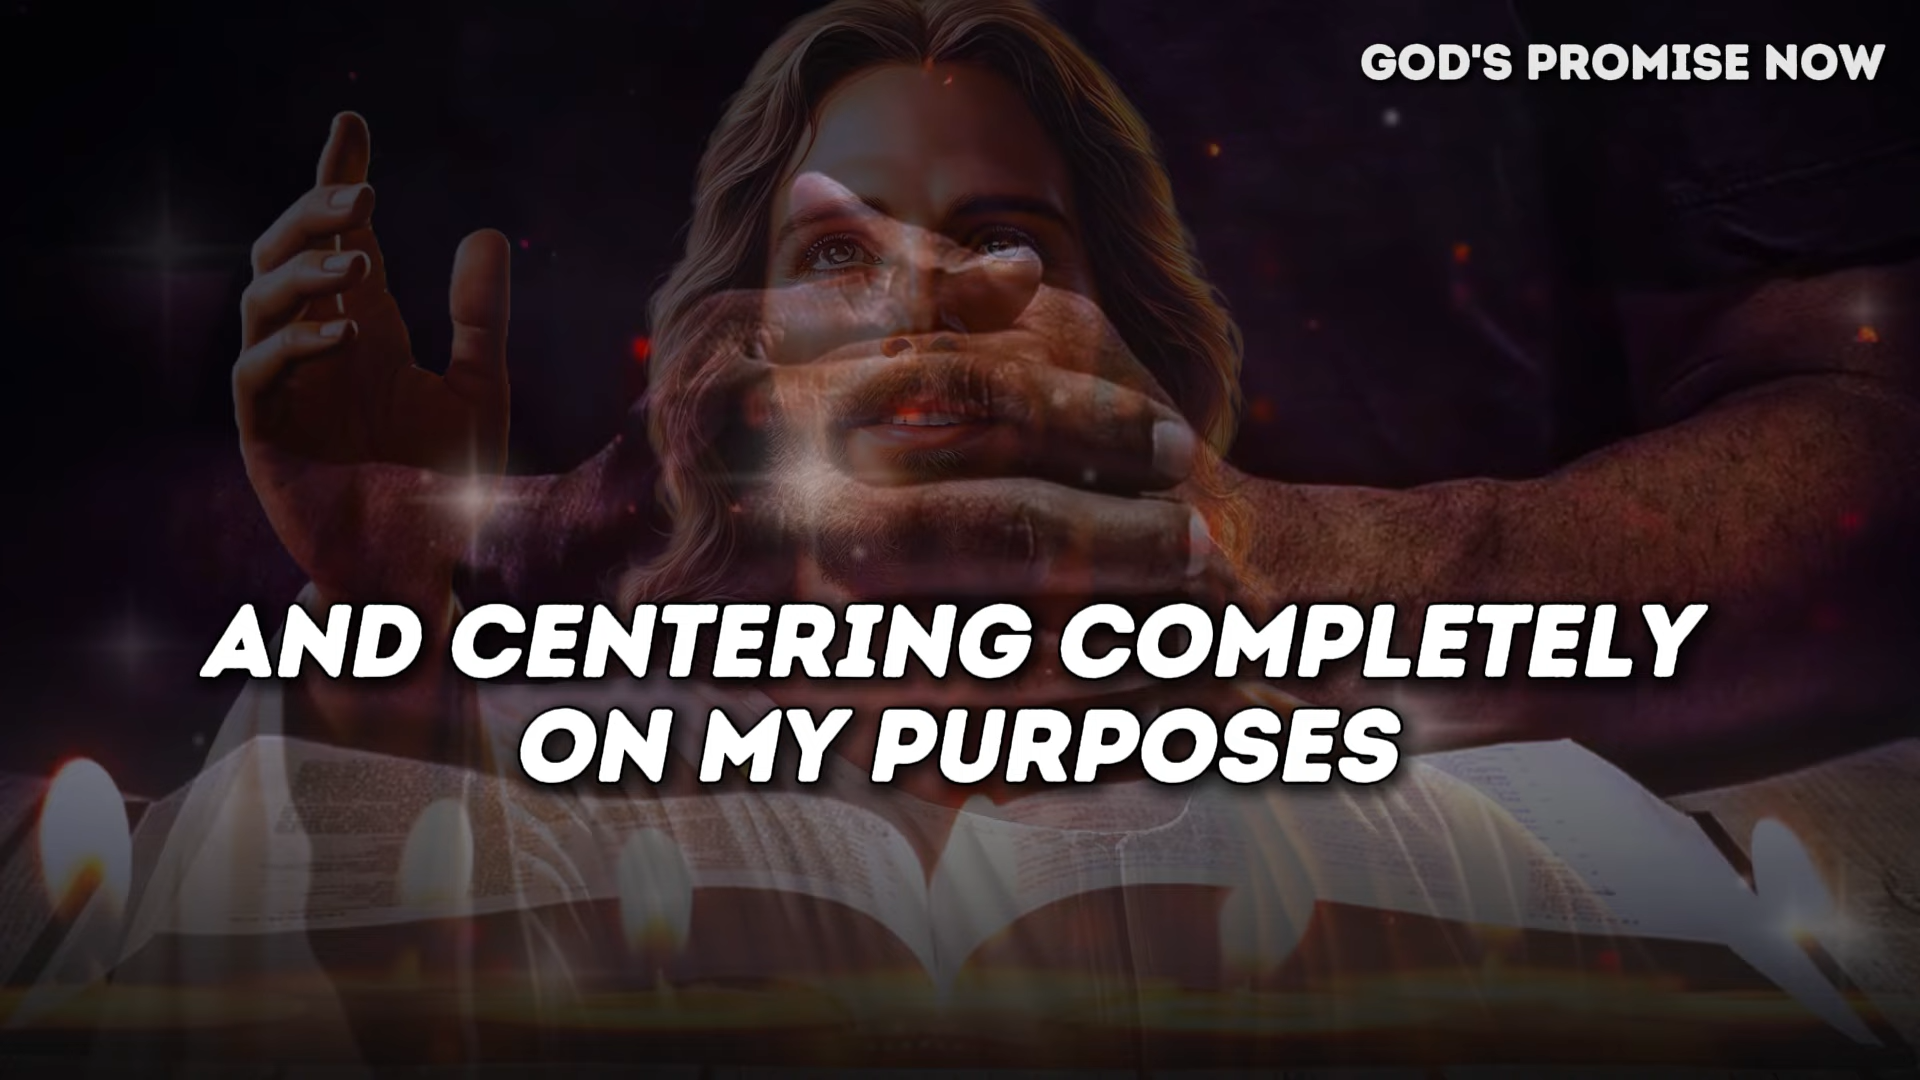 GOD'S PROMISE NOW
AND CENTERING COMPLETELY
ON MY PURPOSES